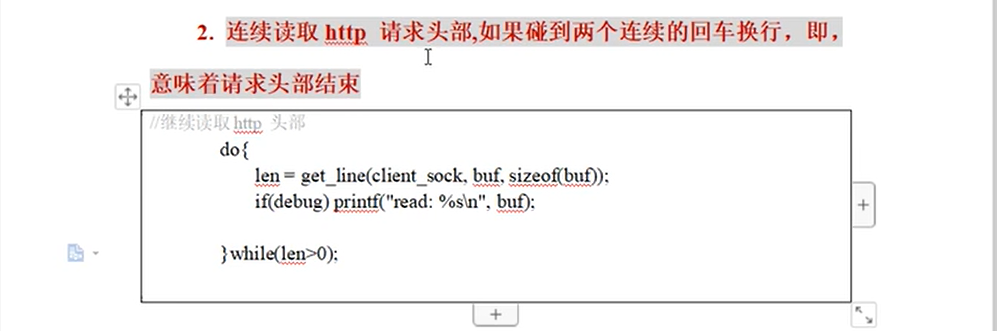 2. 连续读取 http 请求头部,如果碰到两个连续的回车换行，即，
意味着请求头部结束
//继续读取 http 头部
do{
len = get_line(client_sock, buf, sizeof(buf));
if(debug) printf("read: %s\n", buf);
}while(len>0);